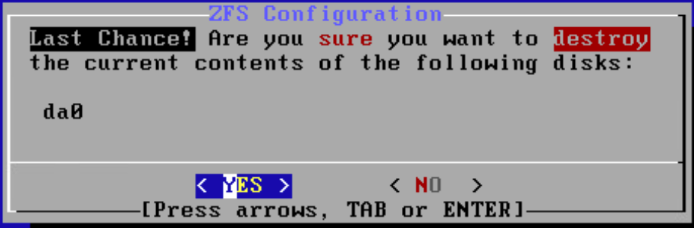 ZFS Configuration
Last Chance! Are you sure you want to destroy
the current contents of the following disks:
da0
< YES > < NO >
[Press arrows, TAB or ENTER]